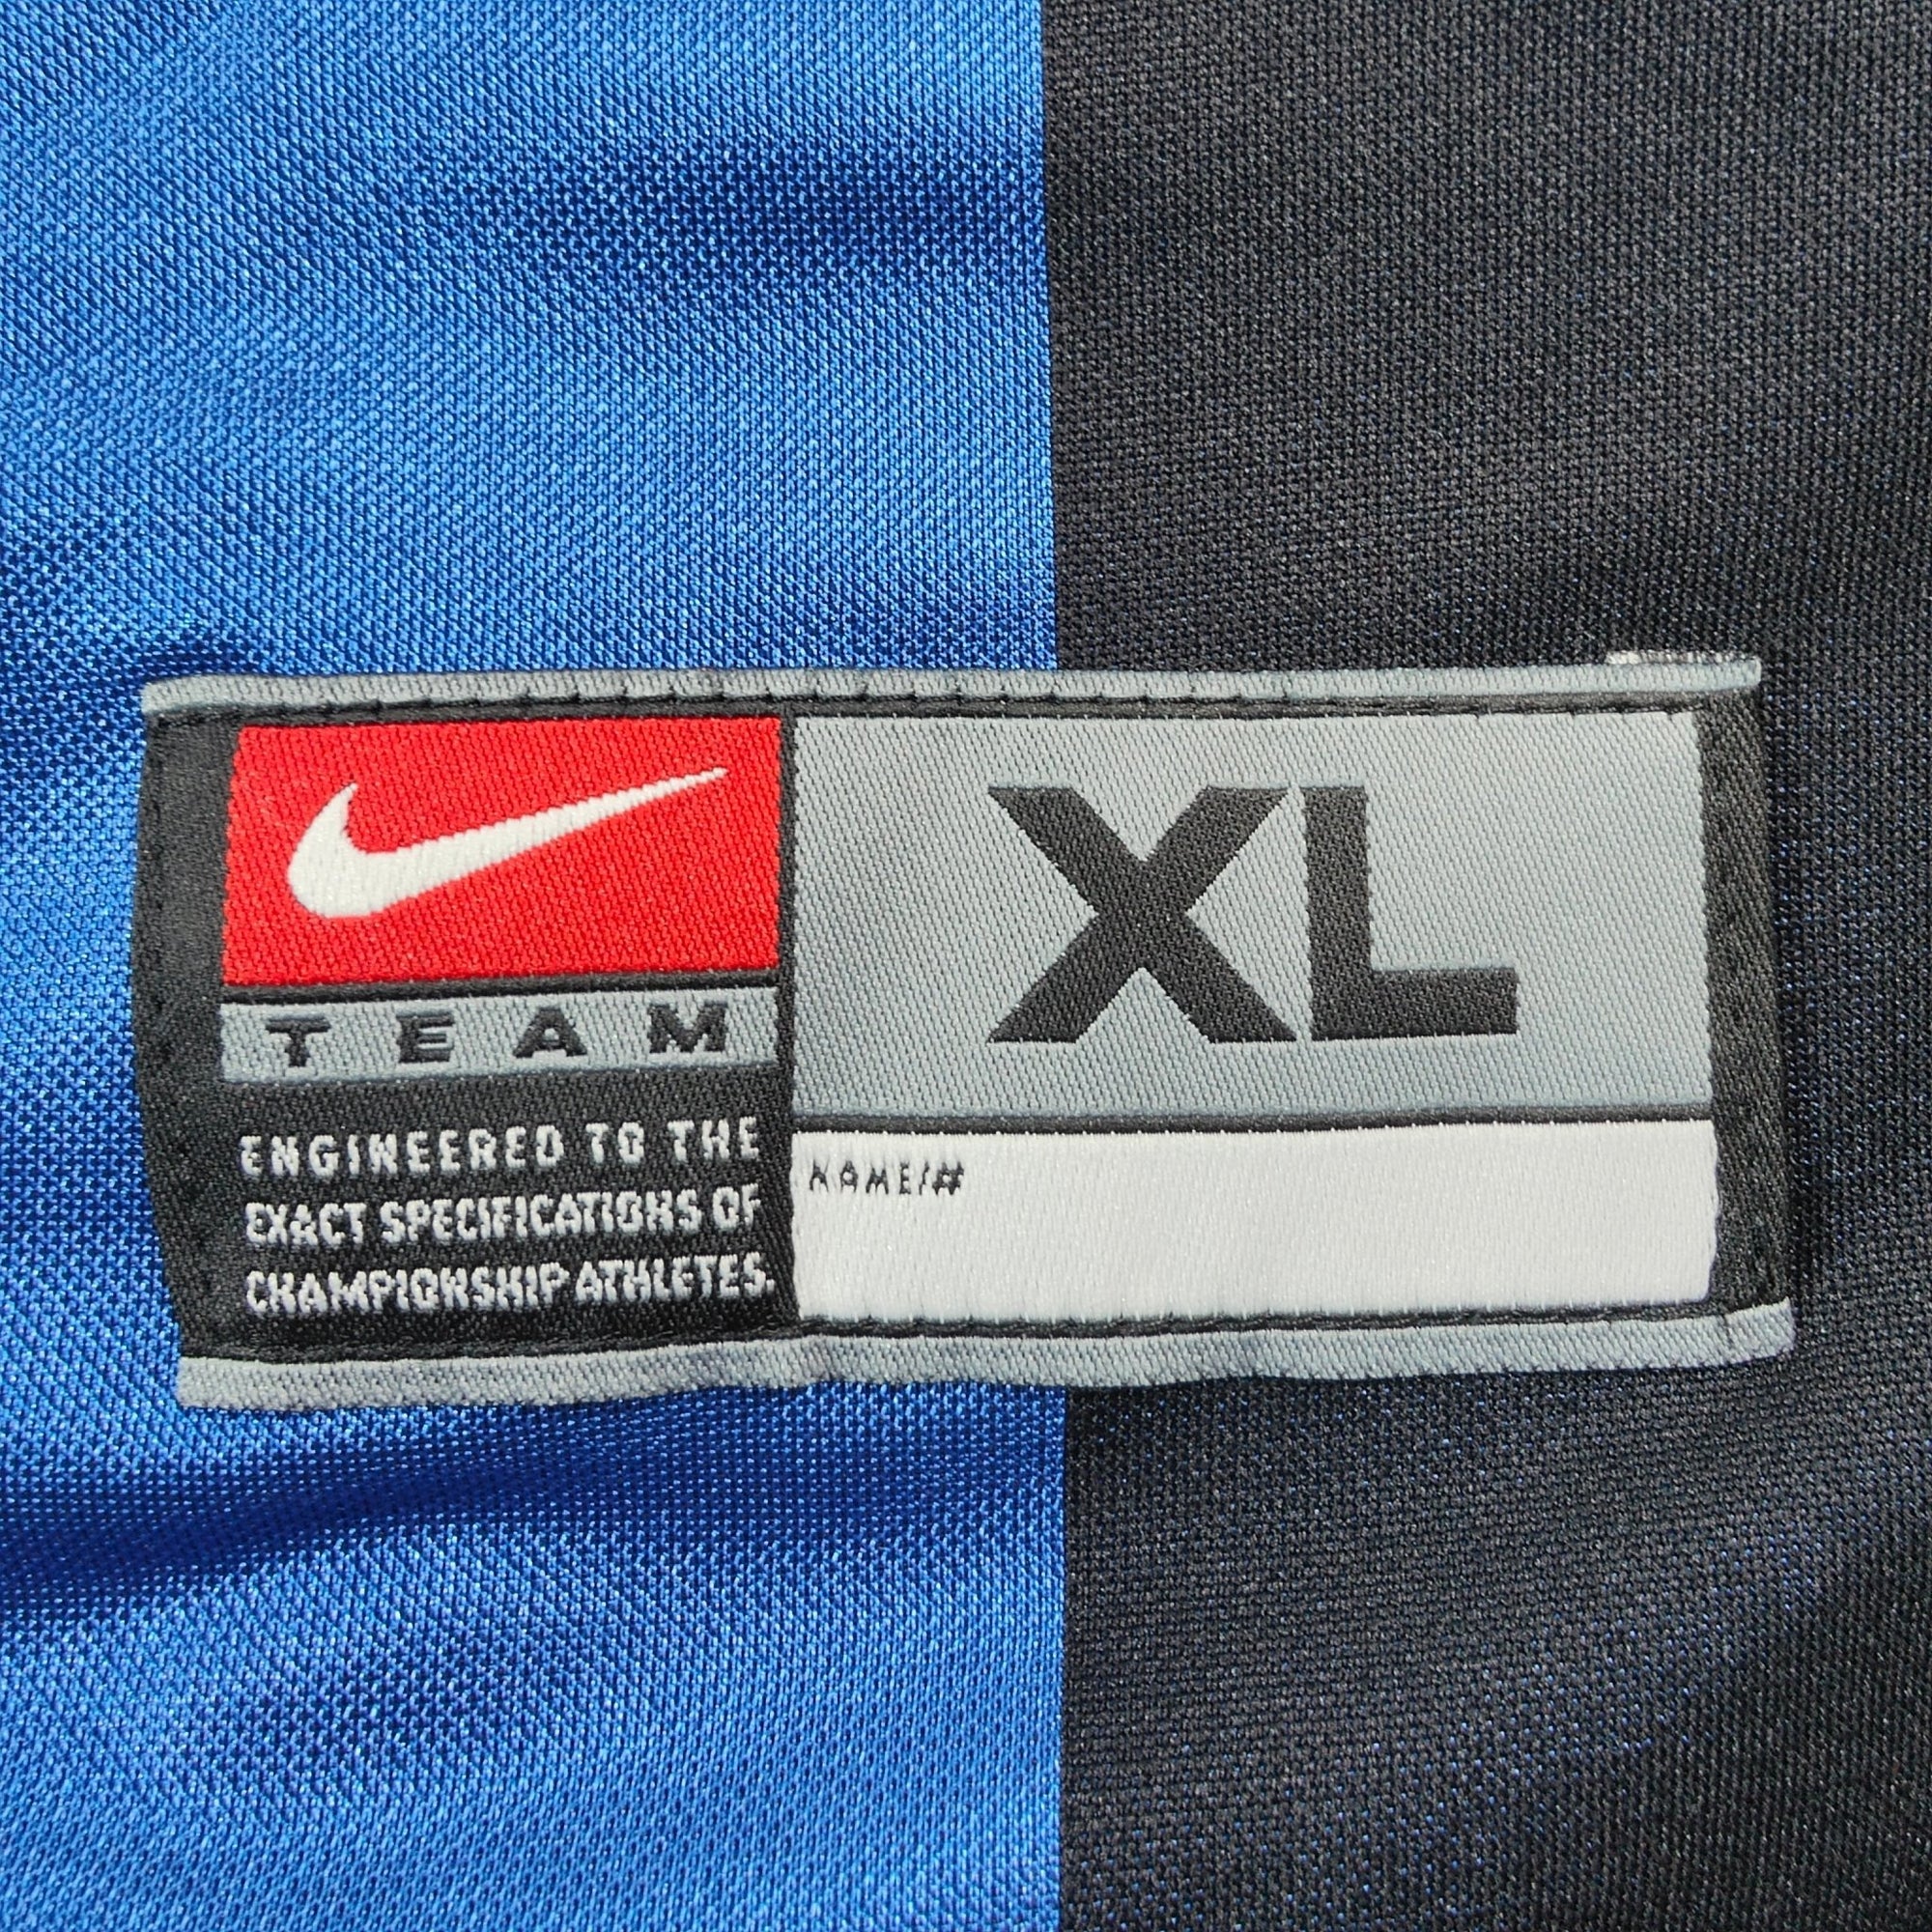 TEAM
ENGINEERED TO THE
EXACT SPECIFICATIONS OF
CHAMPIONSHIP ATHLETES.
XL
NAME/#